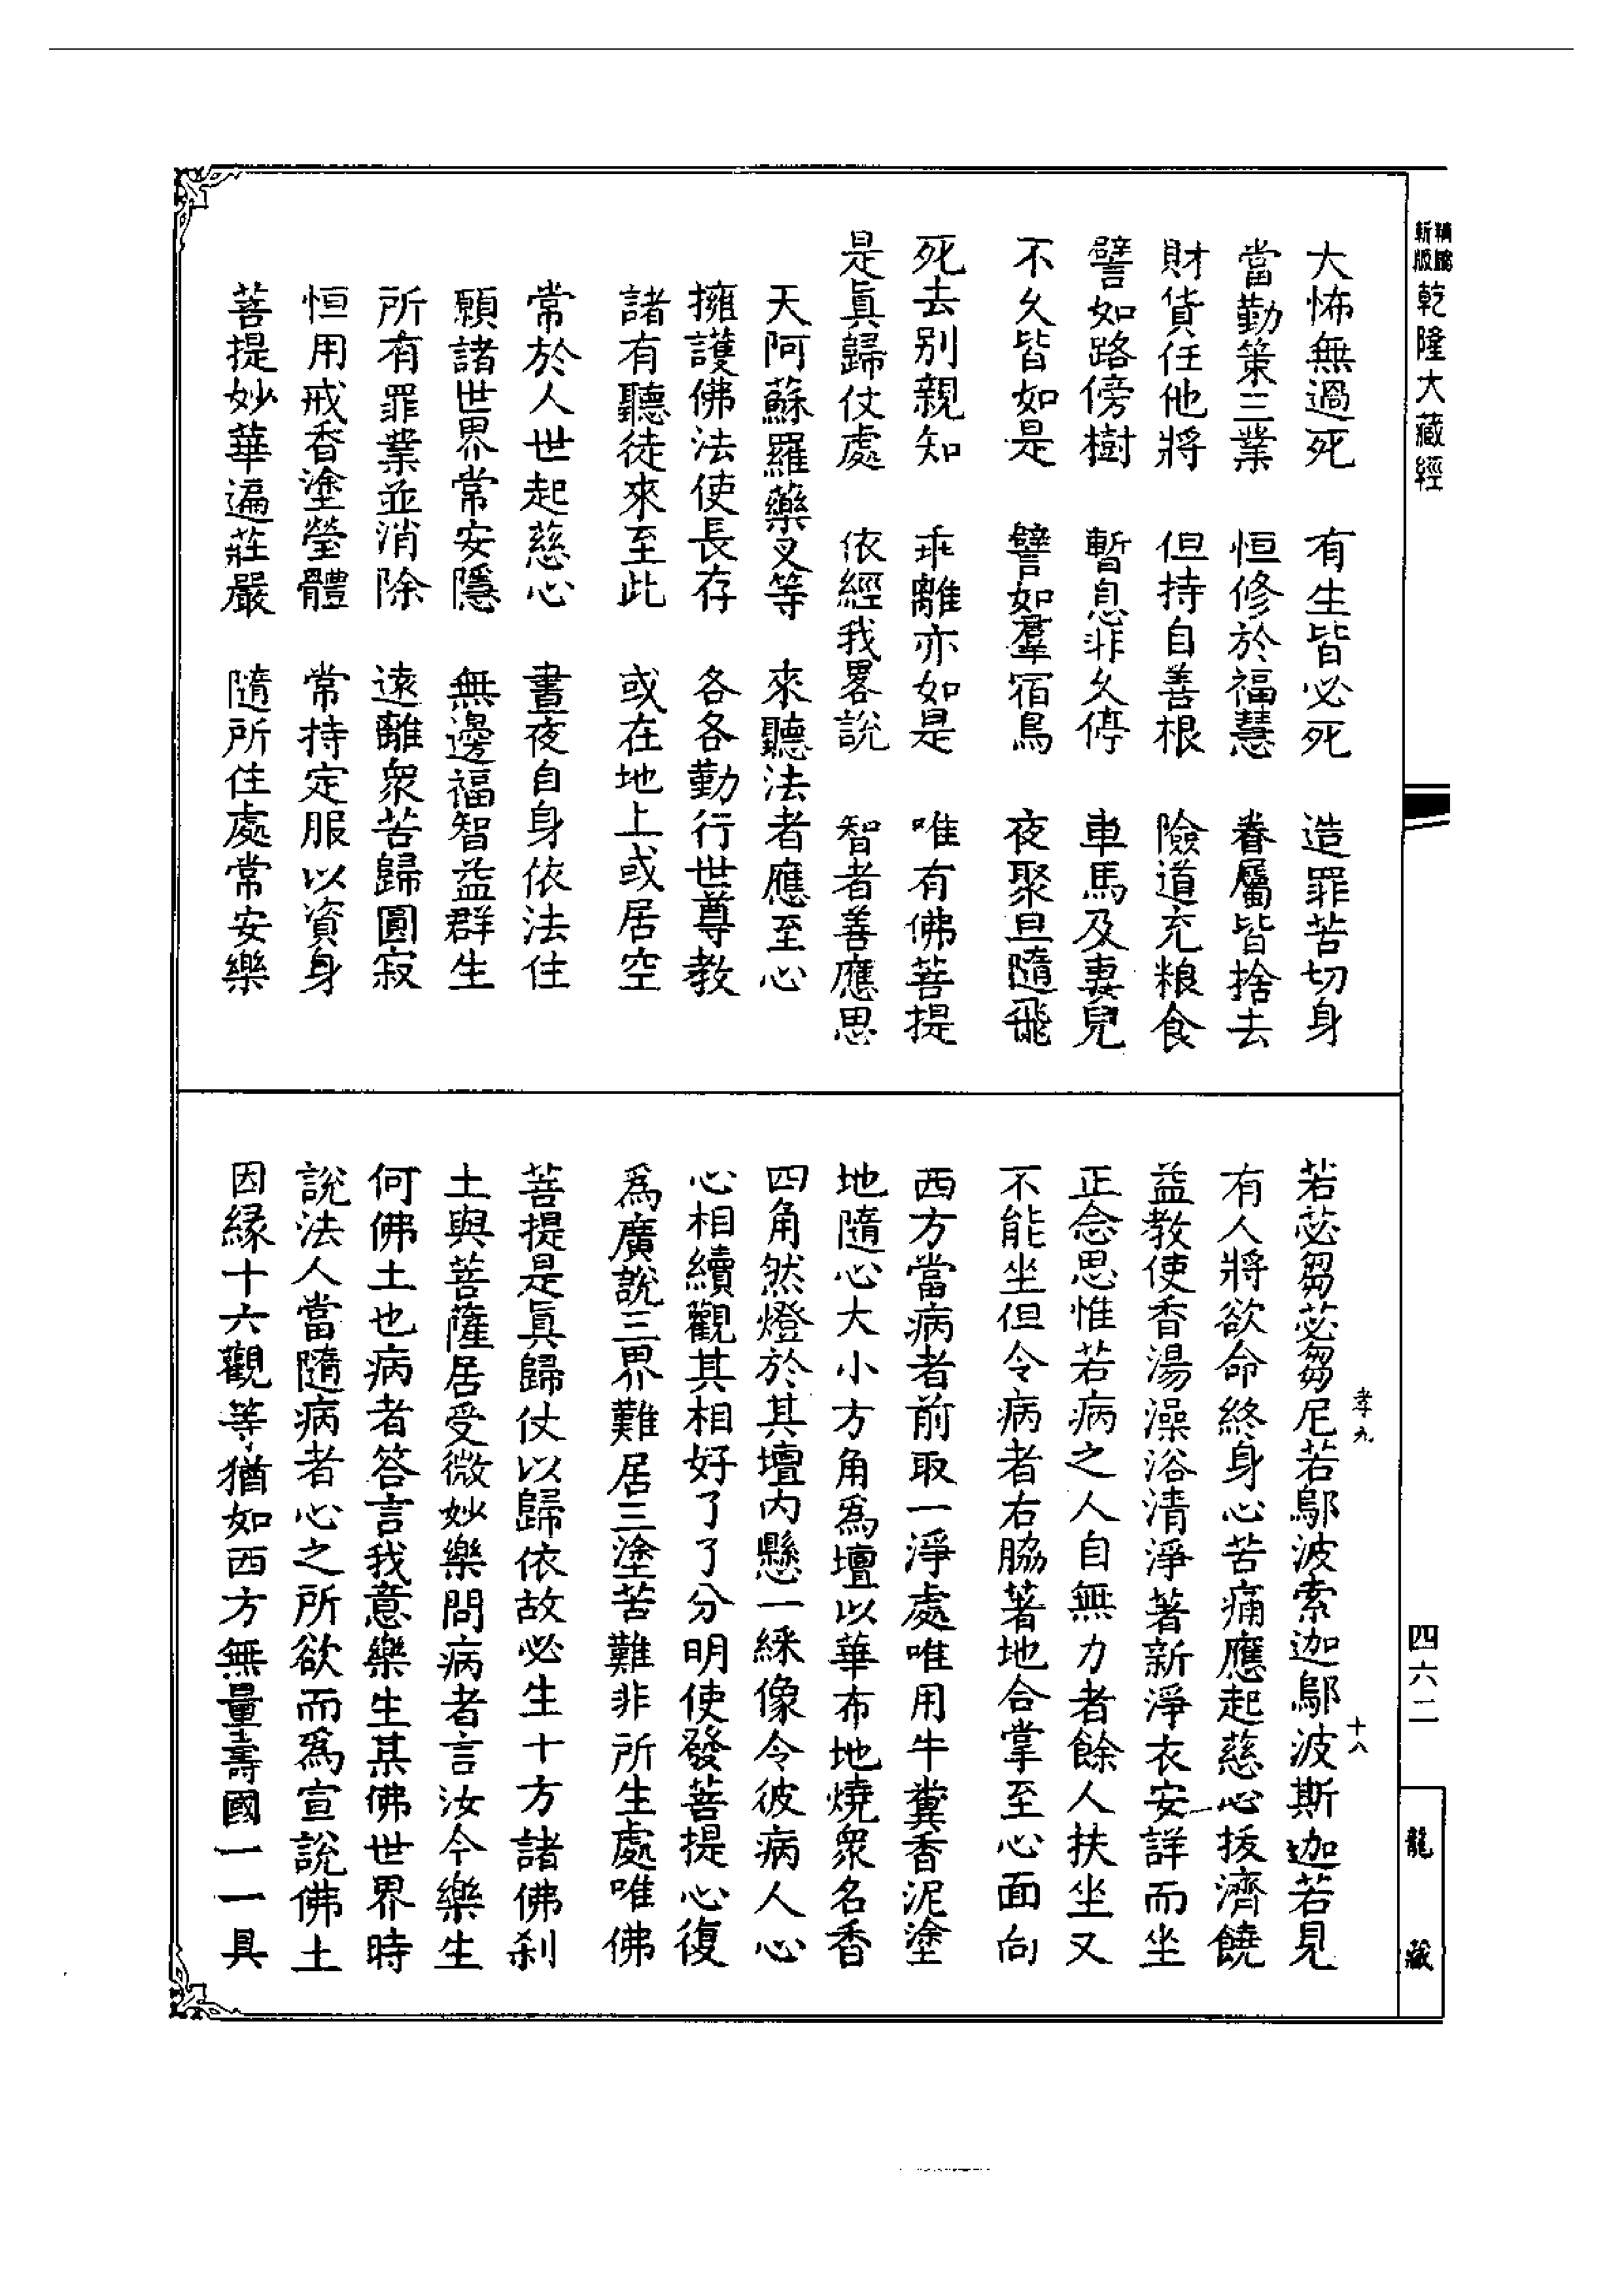 精縮
新版
乾隆大藏經
四六二
龍藏
大怖無過死　有生皆必死　造罪苦切身
當勤策三業　恒修於福慧　眷屬皆捨去
財貨任他將　但持自善根　險道充粮食
譬如路傍樹　暫息非久停　車馬及妻兒
不久皆如是　譬如羣宿鳥　夜聚旦隨飛
死去别親知　乖離亦如是　唯有佛菩提
是真歸仗處　依經我畧說　智者善應思
天阿蘇羅藥叉等　來聽法者應至心
擁護佛法使長存　各各勤行世尊教
諸有聽徒來至此　或在地上或居空
常於人世起慈心　晝夜自身依法住
願諸世界常安隱　無邊福智益群生
所有罪業並消除　遠離衆苦歸圓寂
恒用戒香塗瑩體　常持定服以資身
菩提妙華遍莊嚴　隨所住處常安樂
孝九
十八
若苾芻苾芻尼若鄔波索迦鄔波斯迦若見
有人將欲命終身心苦痛應起慈心拔濟饒
益教使香湯澡浴清淨著新淨衣安詳而坐
正念思惟若病之人自無力者餘人扶坐又
不能坐但令病者右脇著地合掌至心面向
西方當病者前取一淨處唯用牛糞香泥塗
地隨心大小方角爲壇以華布地燒衆名香
四角然燈於其壇内懸一綵像令彼病人心
心相續觀其相好了了分明使發菩提心復
爲廣說三界難居三塗苦難非所生處唯佛
菩提是真歸仗以歸依故必生十方諸佛刹
土與菩薩居受微妙樂問病者言汝今樂生
何佛土也病者答言我意樂生某佛世界時
說法人當隨病者心之所欲而爲宣說佛土
因緣十六觀等猶如西方無量壽國一一具